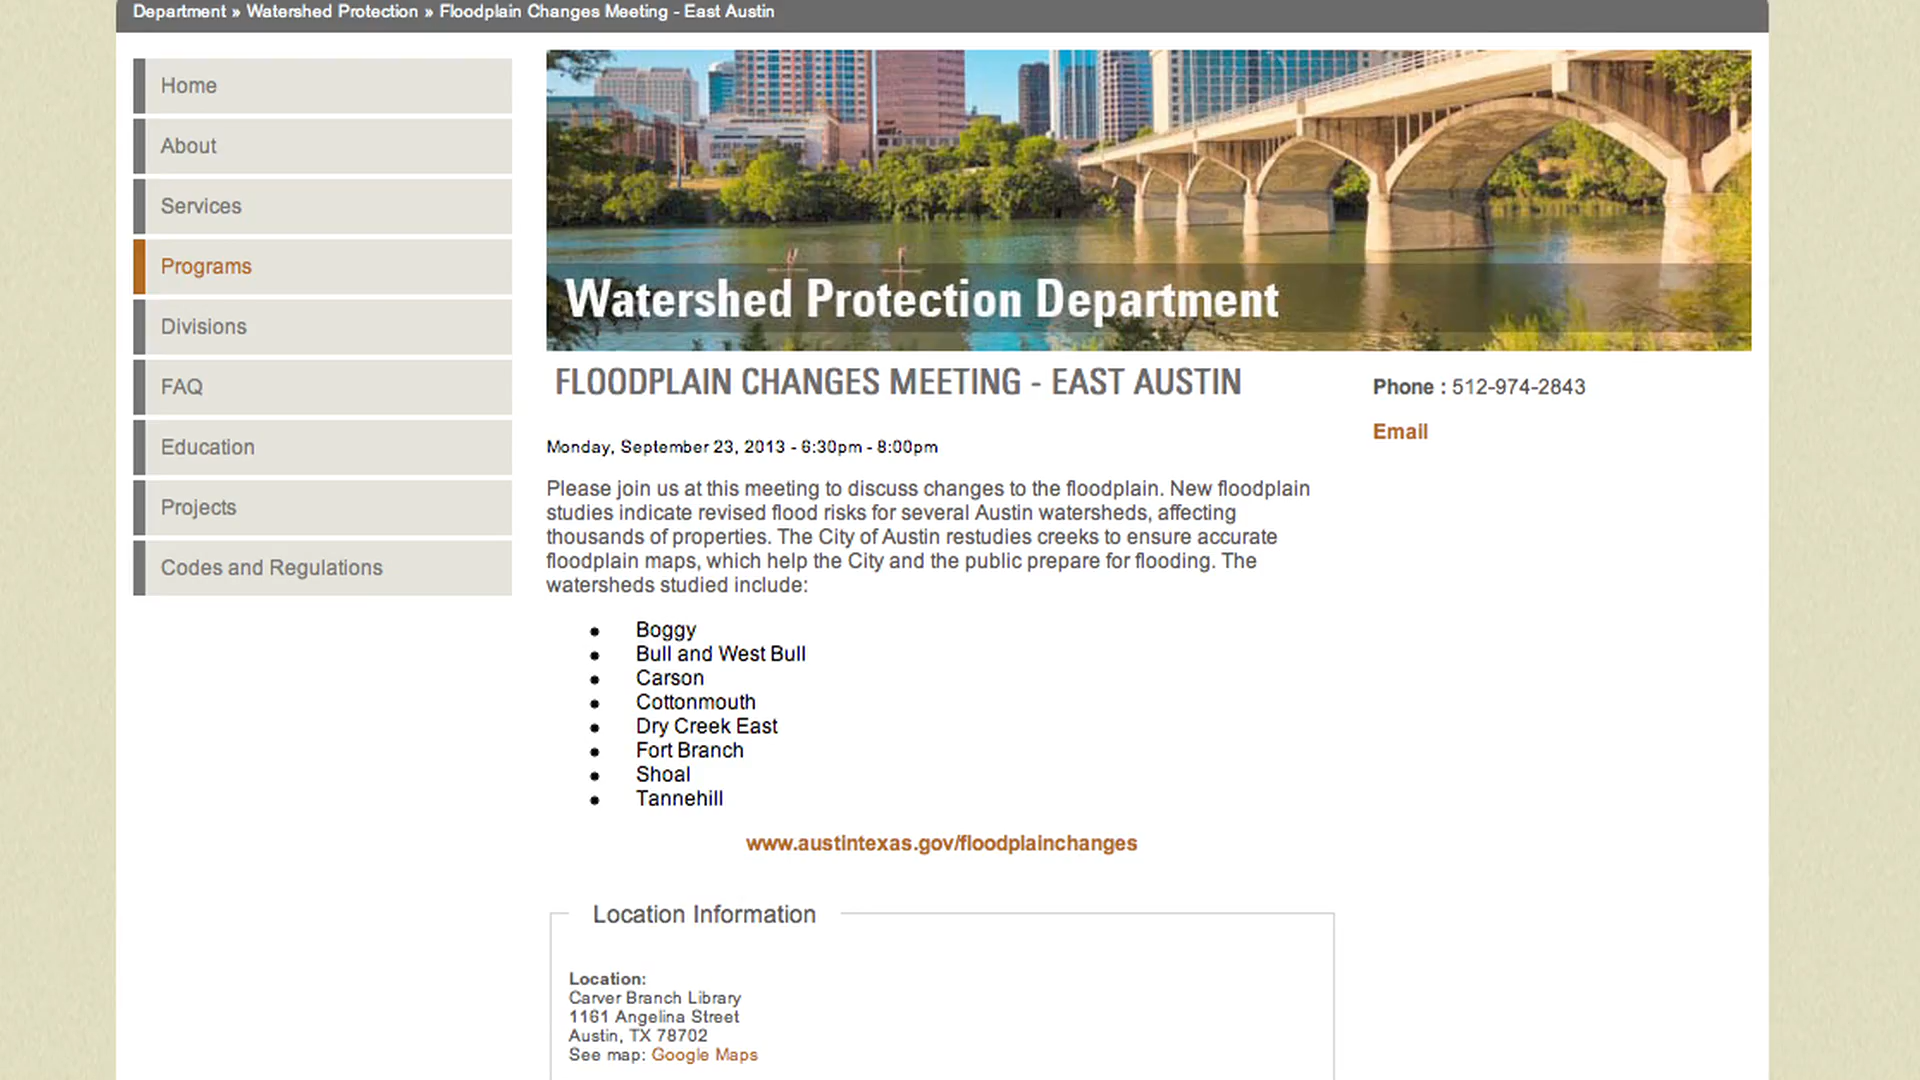 Department » Watershed Protection » Floodplain Changes Meeting - East Austin
Home
About
Services
Programs
Divisions
FAQ
Education
Projects
Codes and Regulations
Watershed Protection Department
FLOODPLAIN CHANGES MEETING - EAST AUSTIN
Monday, September 23, 2013 - 6:30pm - 8:00pm
Please join us at this meeting to discuss changes to the floodplain. New floodplain
studies indicate revised flood risks for several Austin watersheds, affecting
thousands of properties. The City of Austin restudies creeks to ensure accurate
floodplain maps, which help the City and the public prepare for flooding. The
watersheds studied include:
• Boggy
• Bull and West Bull
• Carson
• Cottonmouth
• Dry Creek East
• Fort Branch
• Shoal
• Tannehill
www.austintexas.gov/floodplainchanges
Location Information
Location:
Carver Branch Library
1161 Angelina Street
Austin, TX 78702
See map: Google Maps
Phone : 512-974-2843
Email